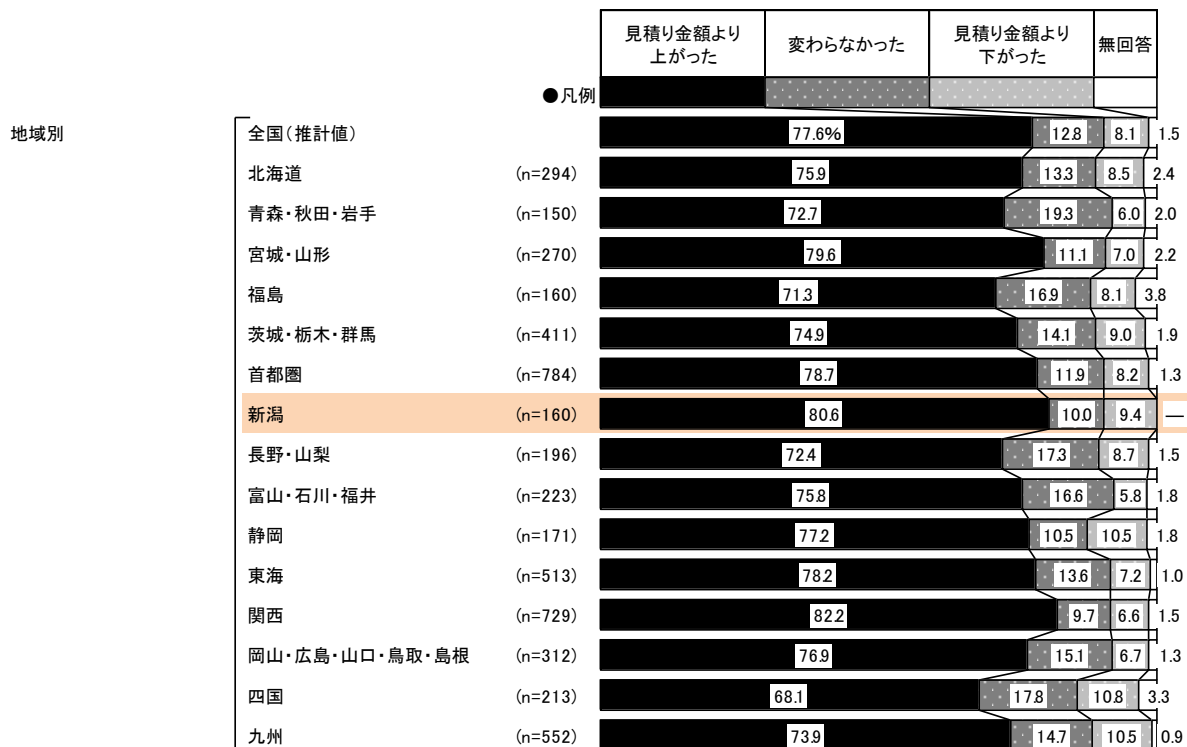 見積り金額より
上がった
変わらなかった
見積り金額より
下がった
無回答
●凡例
地域別
全国(推計値) 77.6% 12.8 8.1 1.5
北海道 (n=294) 75.9 13.3 8.5 2.4
青森・秋田・岩手 (n=150) 72.7 19.3 6.0 2.0
宮城・山形 (n=270) 79.6 11.1 7.0 2.2
福島 (n=160) 71.3 16.9 8.1 3.8
茨城・栃木・群馬 (n=411) 74.9 14.1 9.0 1.9
首都圏 (n=784) 78.7 11.9 8.2 1.3
新潟 (n=160) 80.6 10.0 9.4 ―
長野・山梨 (n=196) 72.4 17.3 8.7 1.5
富山・石川・福井 (n=223) 75.8 16.6 5.8 1.8
静岡 (n=171) 77.2 10.5 10.5 1.8
東海 (n=513) 78.2 13.6 7.2 1.0
関西 (n=729) 82.2 9.7 6.6 1.5
岡山・広島・山口・鳥取・島根 (n=312) 76.9 15.1 6.7 1.3
四国 (n=213) 68.1 17.8 10.8 3.3
九州 (n=552) 73.9 14.7 10.5 0.9